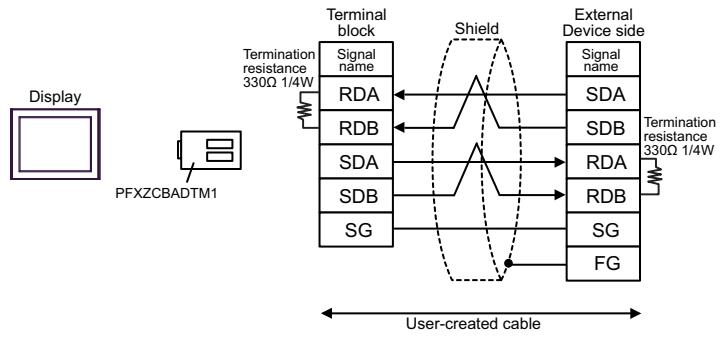 Display
PFXZCBADTM1
Termination
resistance
330Ω 1/4W
Terminal
block
Signal
name
RDA
RDB
SDA
SDB
SG
Shield
External
Device side
Signal
name
SDA
SDB
RDA
RDB
SG
FG
Termination
resistance
330Ω 1/4W
User-created cable